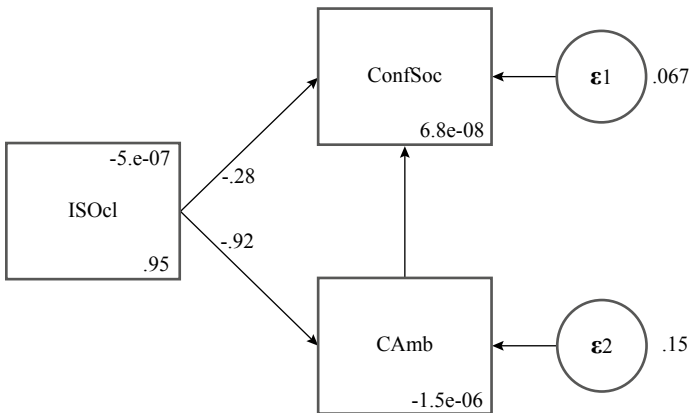 ConfSoc
6.8e-08
ε1
.067
-5.e-07
ISOcl
.95
-.28
-.92
CAmb
-1.5e-06
ε2
.15